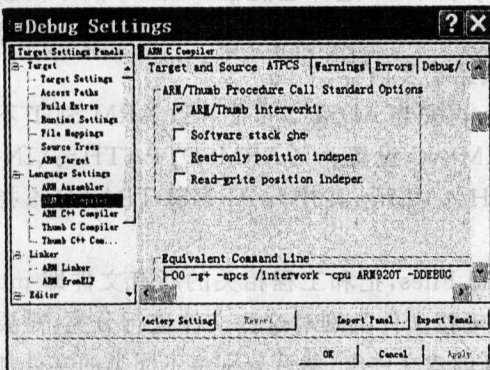 Debug Settings
Target Settings Panels
Target
Target Settings
Access Paths
Build Extras
Runtime Settings
File Mappings
Source Trees
ARM Target
Language Settings
ARM Assembler
ARM C Compiler
ARM C++ Compiler
Thumb C Compiler
Thumb C++ Com...
Linker
ARM Linker
ARM fromELF
Editor
ARM C Compiler
Target and Source
ATPCS
Warnings
Errors
Debug/
ARM/Thumb Procedure Call Standard Options
ARM/Thumb interworkin
Software stack che
Read-only position indepen
Read-write position indeper
Equivalent Command Line
-O0 -g+ -apcs /interwork -cpu ARM920T -DDEBUG
Factory Setting
Revert
Import Panel...
Export Panel...
OK
Cancel
Apply